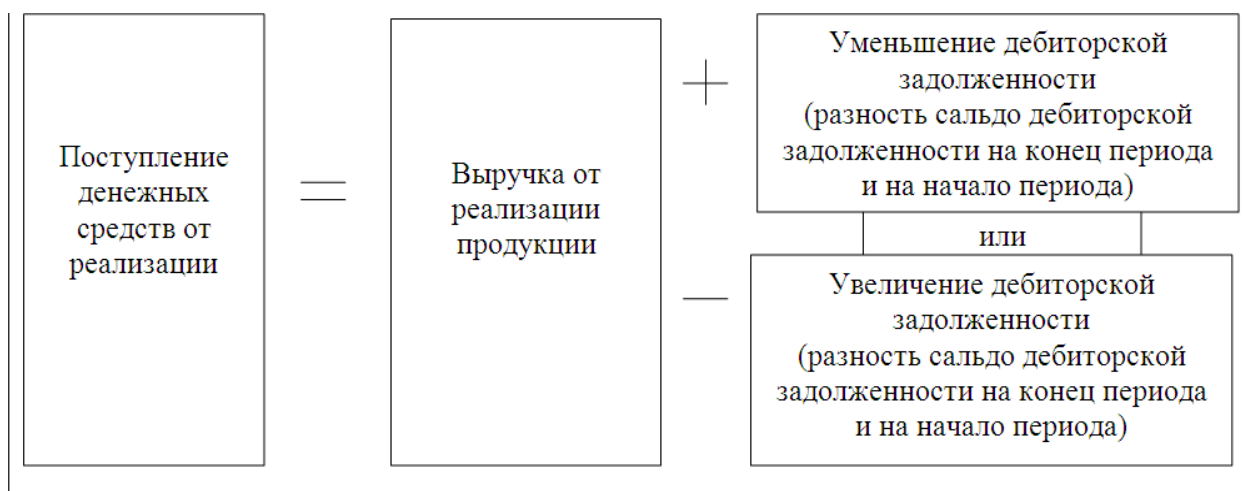 Поступление
денежных
средств от
реализации
=
Выручка от
реализации
продукции
+
Уменьшение дебиторской
задолженности
(разность сальдо дебиторской
задолженности на конец периода
и на начало периода)
или
—
Увеличение дебиторской
задолженности
(разность сальдо дебиторской
задолженности на конец периода
и на начало периода)